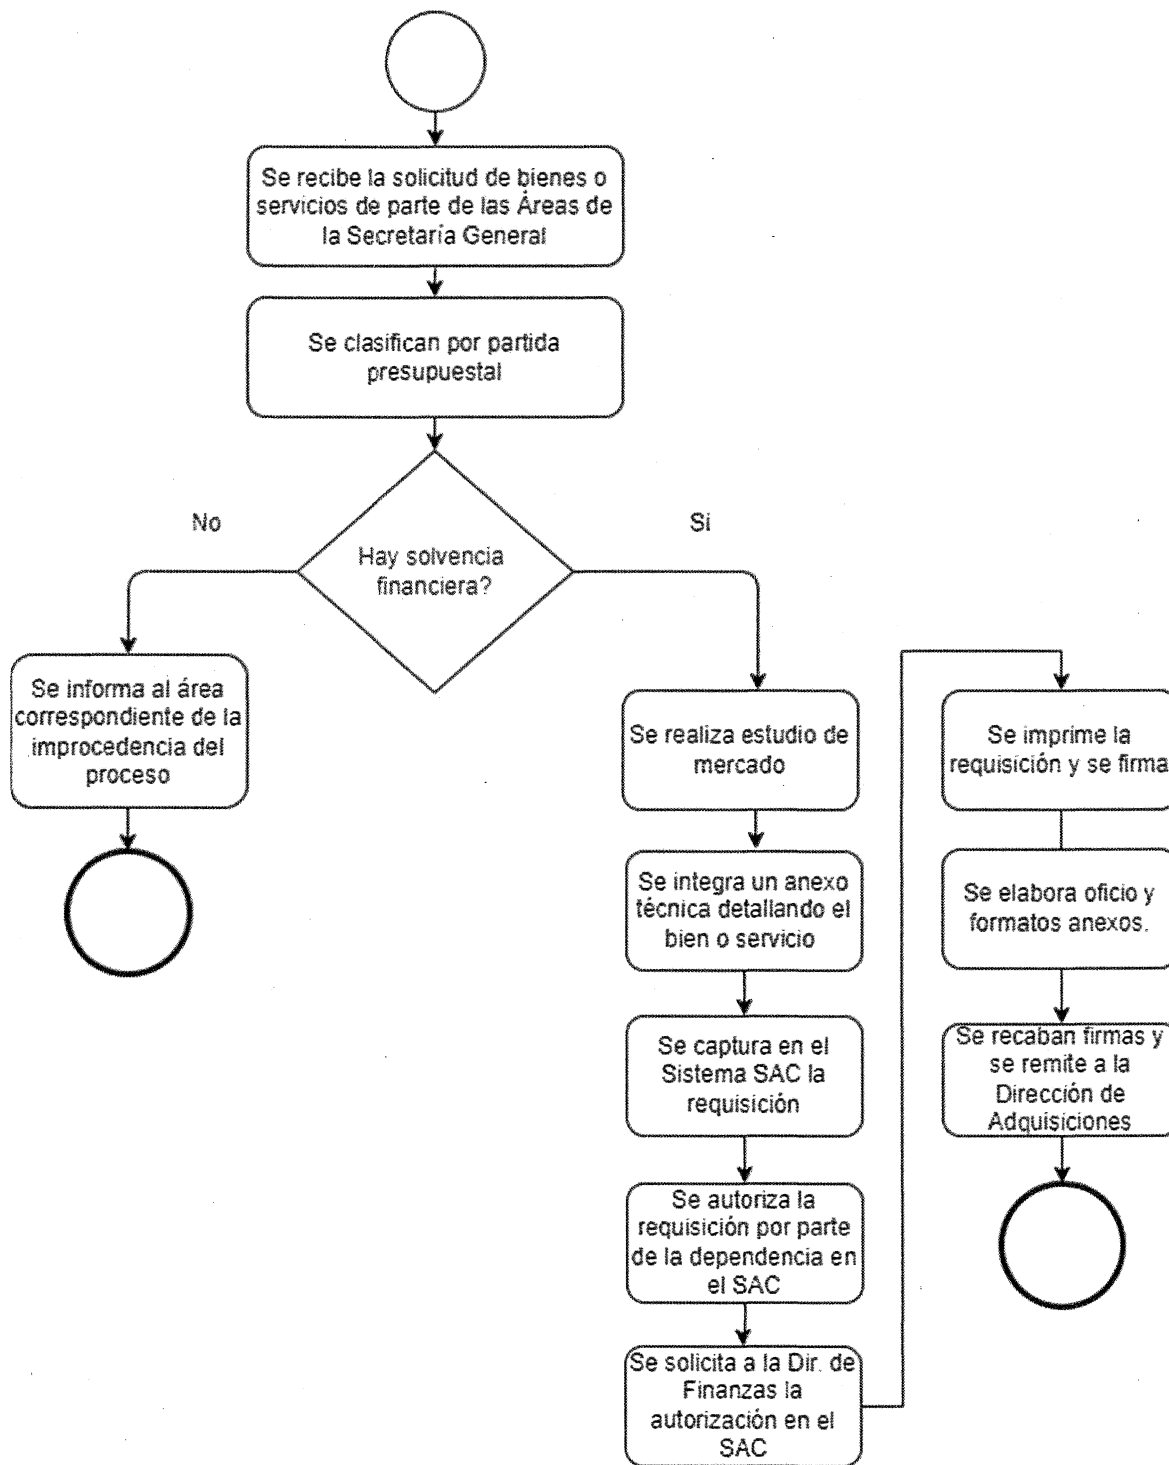 Se recibe la solicitud de bienes o
servicios de parte de las Áreas de
la Secretaría General
Se clasifican por partida
presupuestal
Hay solvencia
financiera?
No
Si
Se informa al área
correspondiente de la
improcedencia del
proceso
Se realiza estudio de
mercado
Se integra un anexo
técnica detallando el
bien o servicio
Se captura en el
Sistema SAC la
requisición
Se autoriza la
requisición por parte
de la dependencia en
el SAC
Se solicita a la Dir. de
Finanzas la
autorización en el
SAC
Se imprime la
requisición y se firma
Se elabora oficio y
formatos anexos.
Se recaban firmas y
se remite a la
Dirección de
Adquisiciones